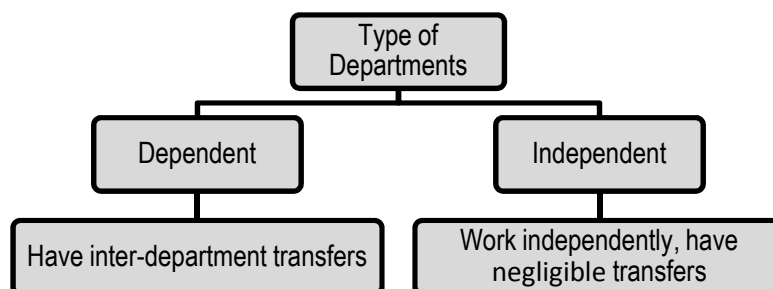 Type of
Departments
Dependent
Independent
Have inter-department transfers
Work independently, have
negligible transfers